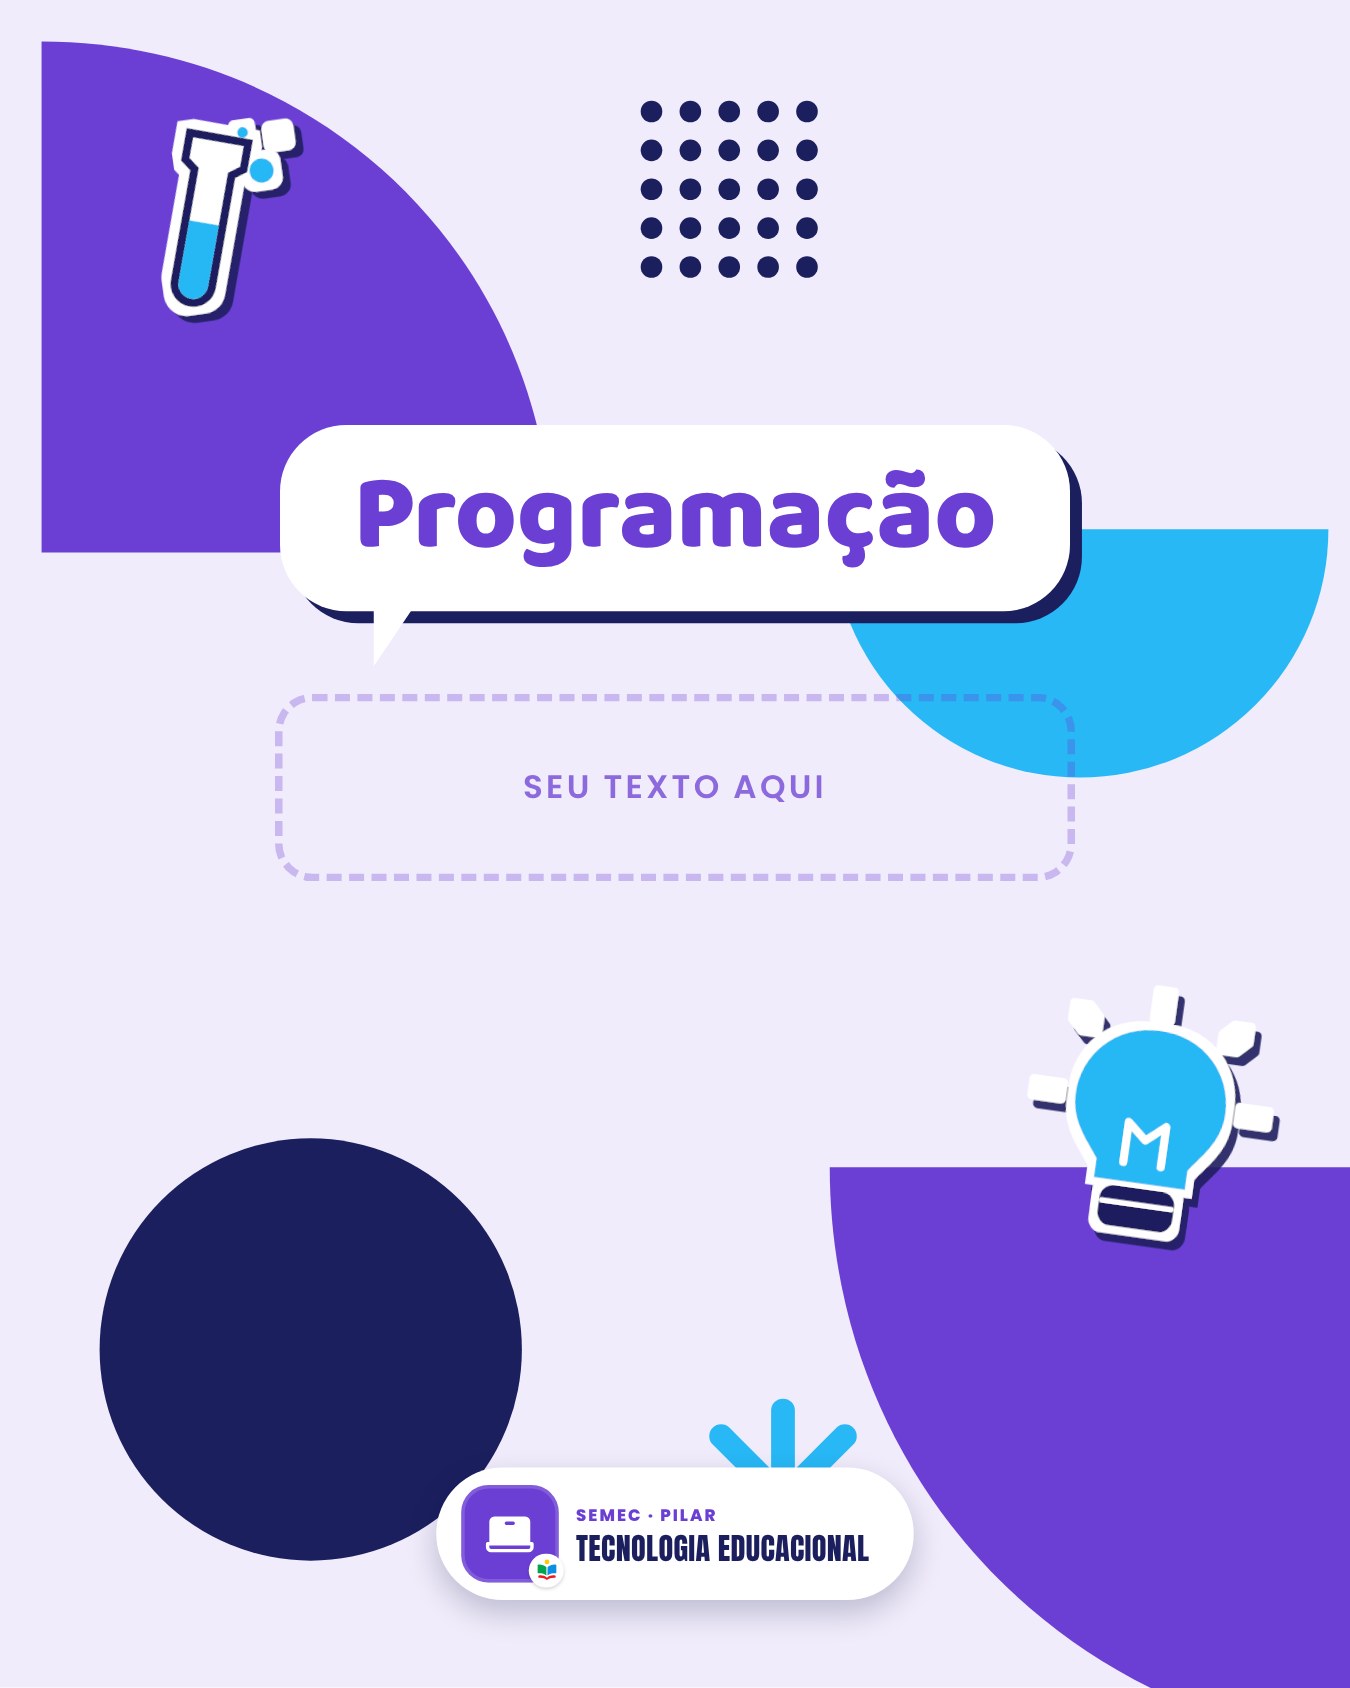 Programação
SEU TEXTO AQUI
M
SEMEC · PILAR
TECNOLOGIA EDUCACIONAL